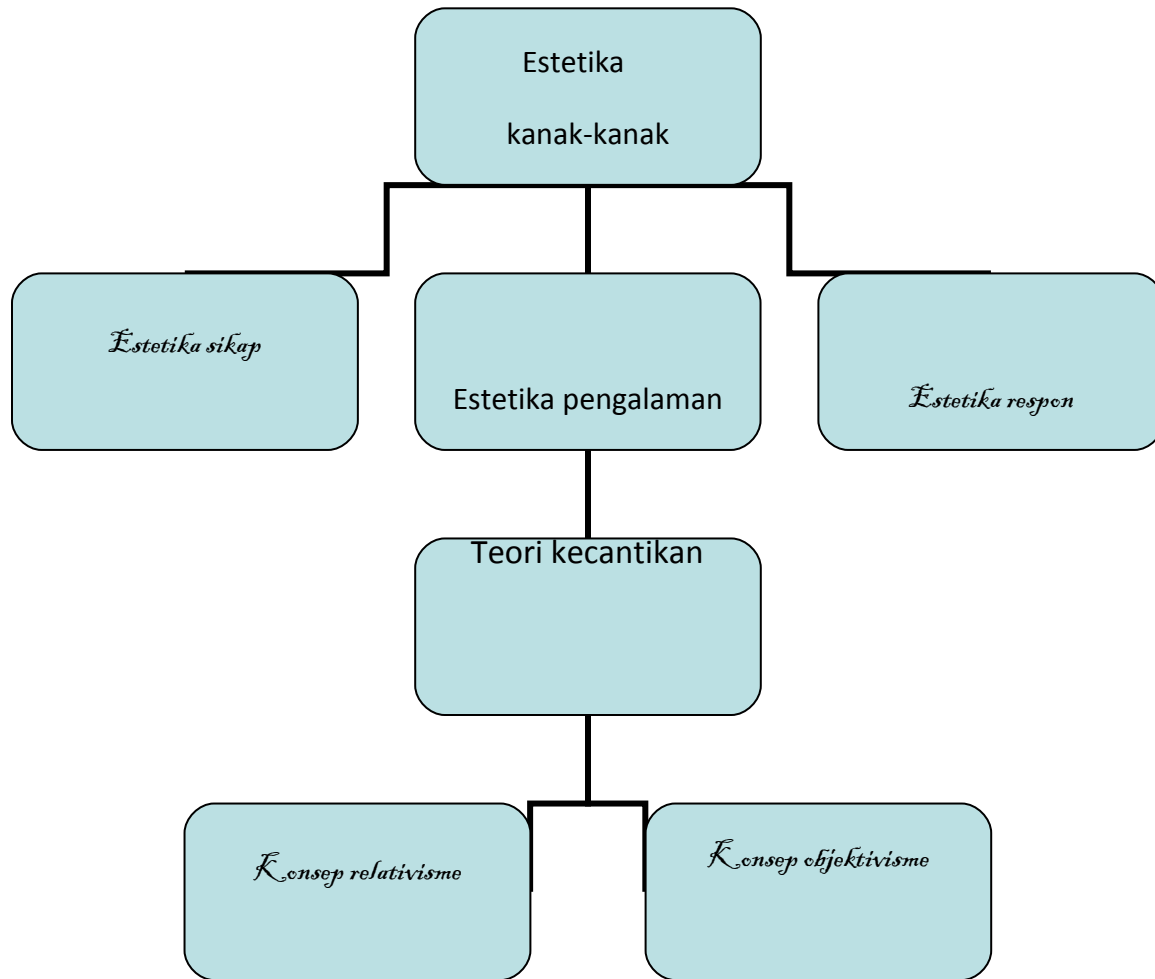 Estetika
kanak-kanak
Estetika sikap
Estetika pengalaman
Estetika respon
Teori kecantikan
Konsep relativisme
Konsep objektivisme